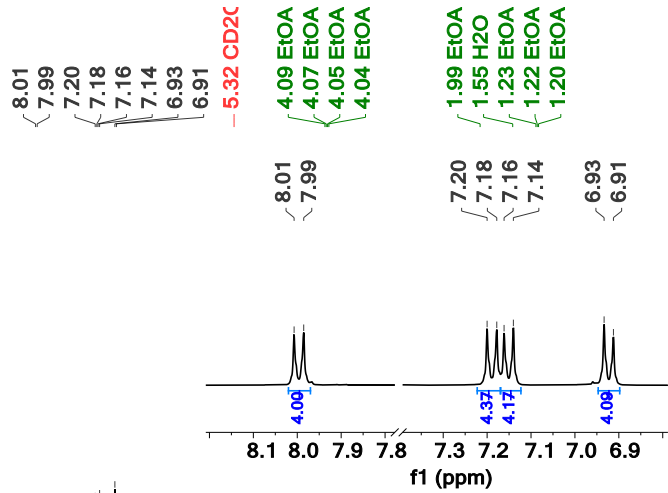 8.01
7.99
7.20
7.18
7.16
7.14
6.93
6.91
5.32 CD2C
4.09 EtOA
4.07 EtOA
4.05 EtOA
4.04 EtOA
1.99 EtOA
1.55 H2O
1.23 EtOA
1.22 EtOA
1.20 EtOA
8.01
7.99
7.20
7.18
7.16
7.14
6.93
6.91
4.00
4.37
4.17
4.09
8.1 8.0 7.9 7.8 7.3 7.2 7.1 7.0 6.9
f1 (ppm)